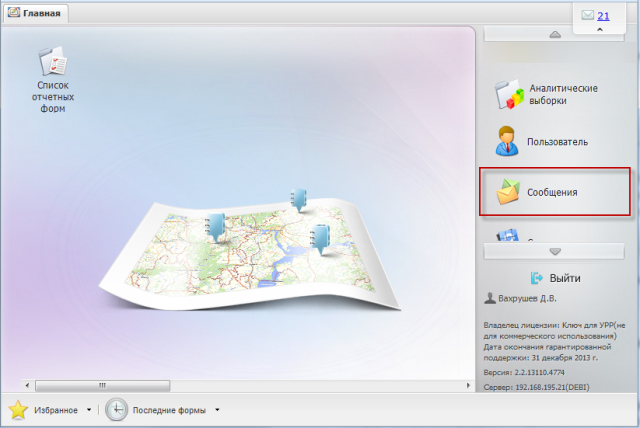 Главная
21
Список
отчетных
форм
Аналитические
выборки
Пользователь
Сообщения
Выйти
Вахрушев Д.В.
Владелец лицензии: Ключ для УРР(не
для коммерческого использования)
Дата окончания гарантированной
поддержки: 31 декабря 2013 г.
Версия: 2.2.13110.4774
Сервер: 192.168.195.21(DEBI)
Избранное
Последние формы